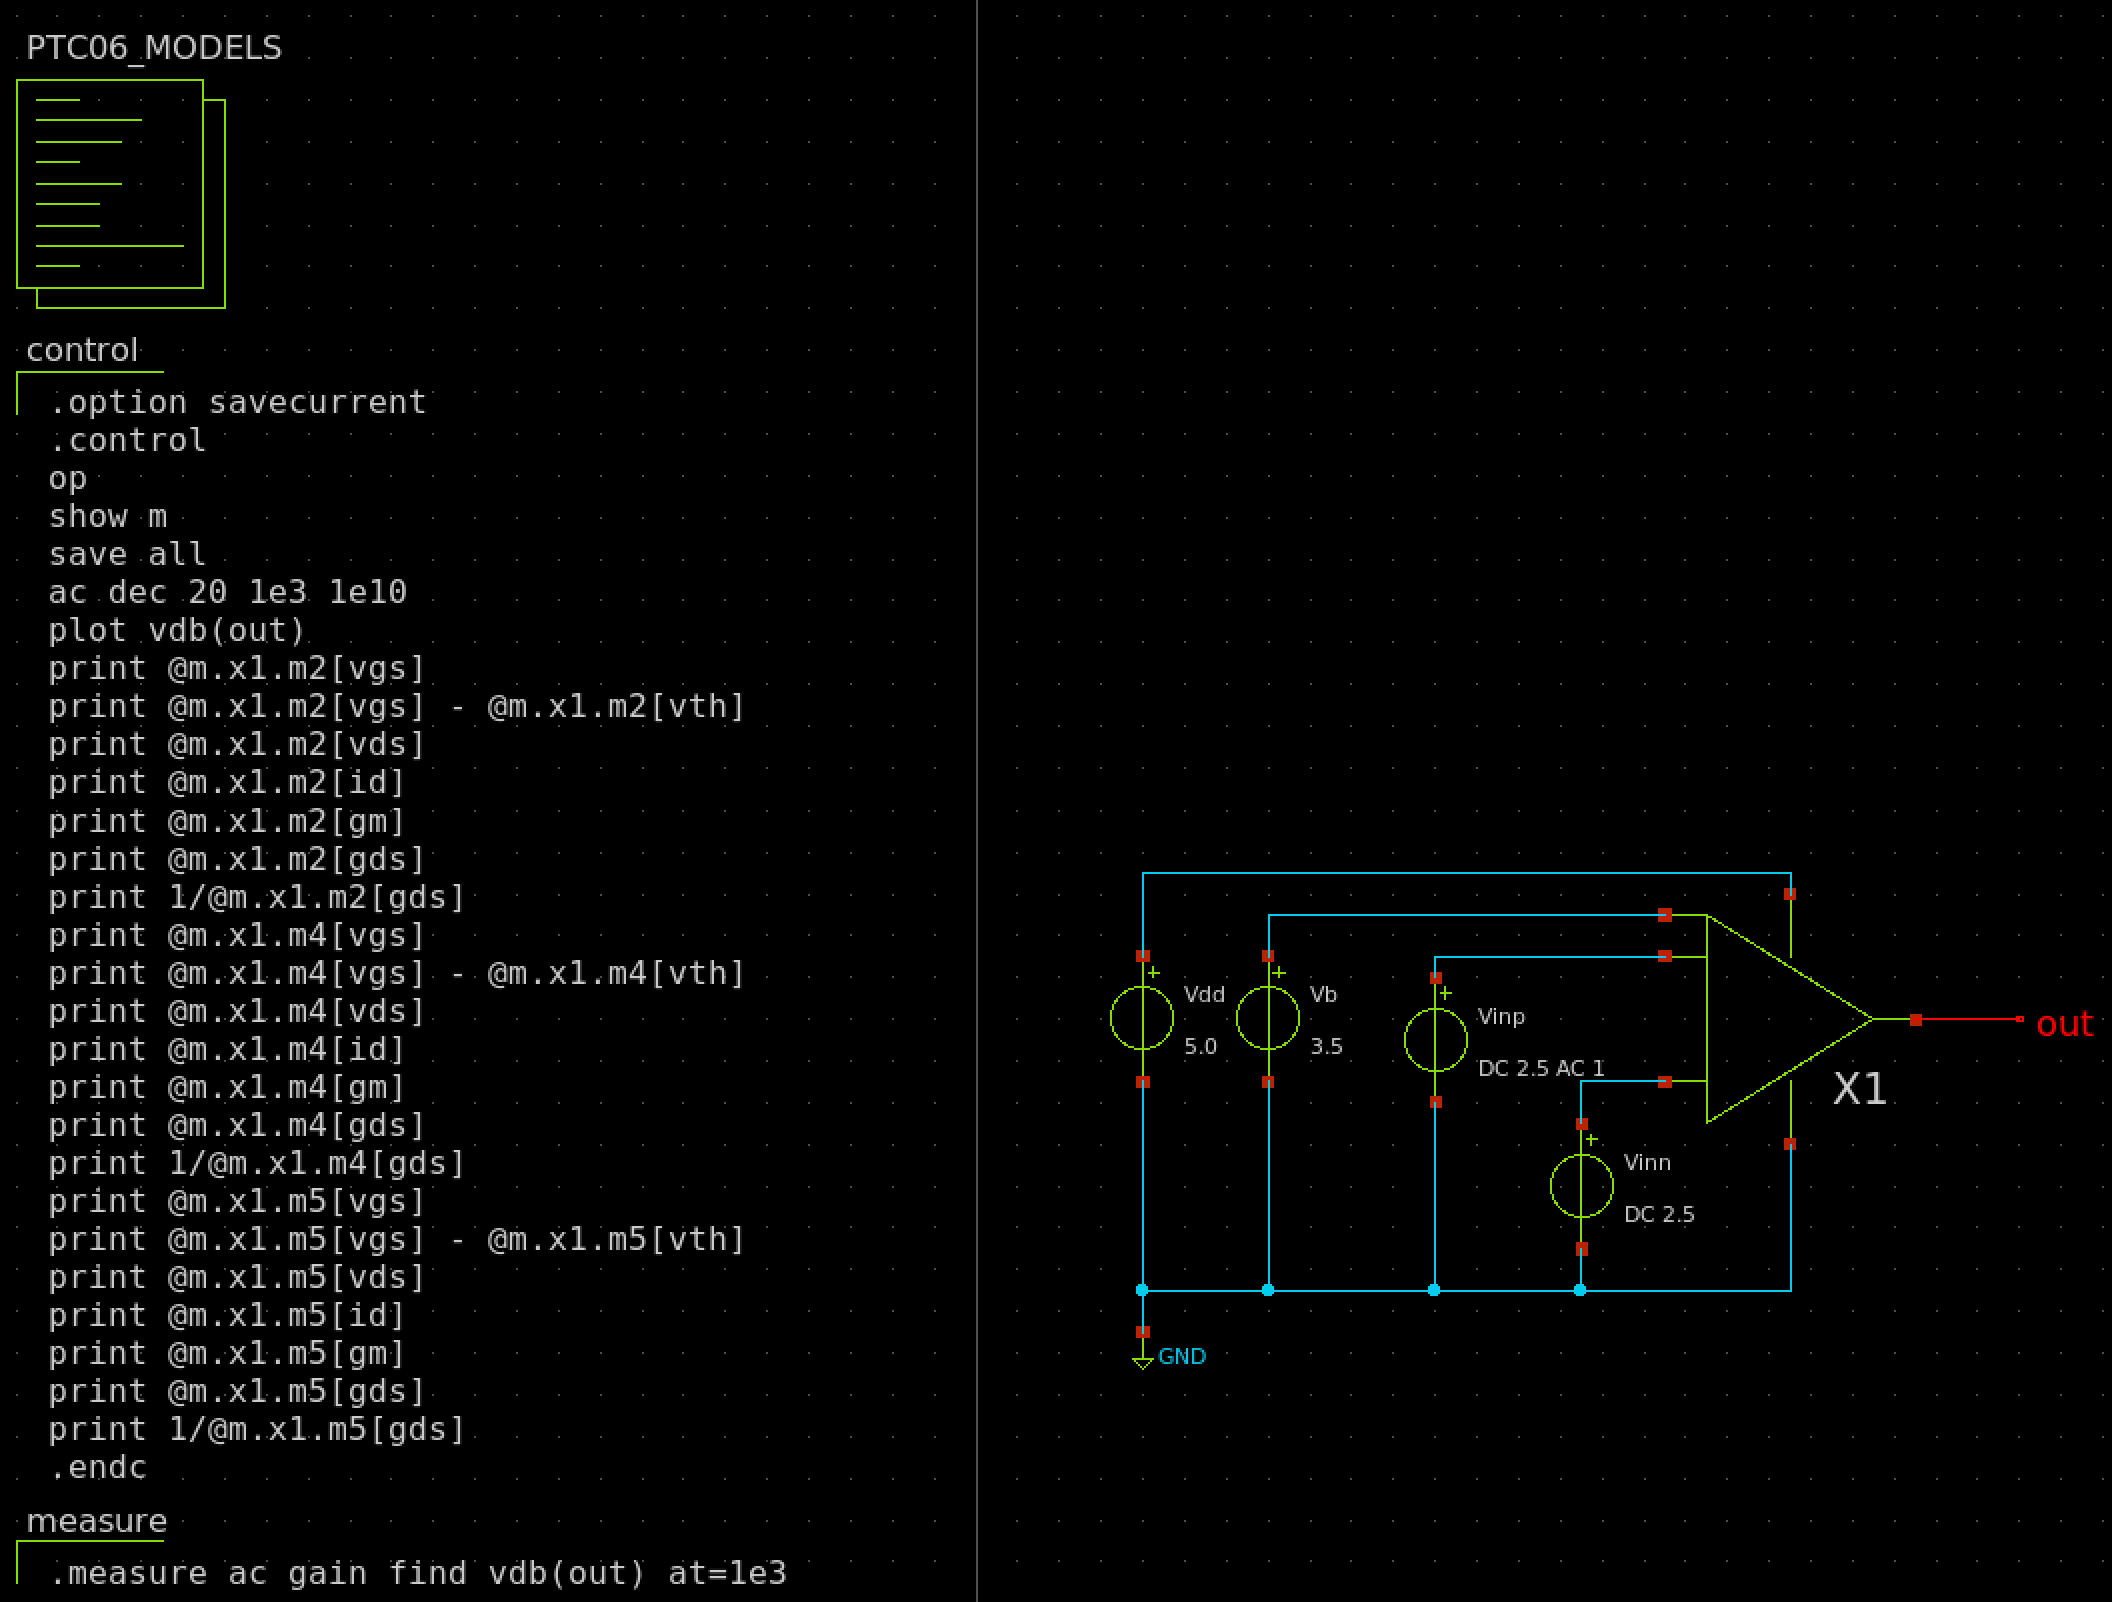 PTC06_MODELS
control
.option savecurrent
.control
op
show m
save all
ac dec 20 1e3 1e10
plot vdb(out)
print @m.x1.m2[vgs]
print @m.x1.m2[vgs] - @m.x1.m2[vth]
print @m.x1.m2[vds]
print @m.x1.m2[id]
print @m.x1.m2[gm]
print @m.x1.m2[gds]
print 1/@m.x1.m2[gds]
print @m.x1.m4[vgs]
print @m.x1.m4[vgs] - @m.x1.m4[vth]
print @m.x1.m4[vds]
print @m.x1.m4[id]
print @m.x1.m4[gm]
print @m.x1.m4[gds]
print 1/@m.x1.m4[gds]
print @m.x1.m5[vgs]
print @m.x1.m5[vgs] - @m.x1.m5[vth]
print @m.x1.m5[vds]
print @m.x1.m5[id]
print @m.x1.m5[gm]
print @m.x1.m5[gds]
print 1/@m.x1.m5[gds]
.endc
measure
.measure ac gain find vdb(out) at=1e3
Vdd
5.0
Vb
3.5
Vinp
DC 2.5 AC 1
Vinn
DC 2.5
X1
out
GND